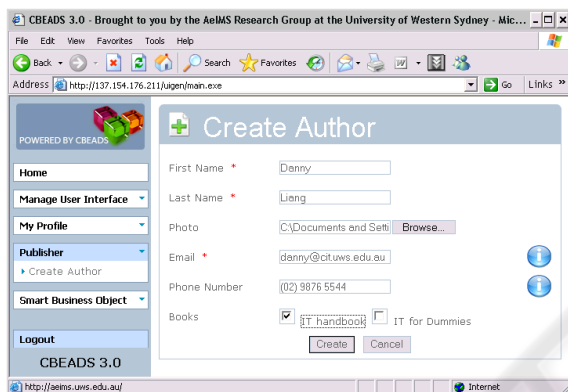 CBEADS 3.0 - Brought to you by the AeIMS Research Group at the University of Western Sydney - Mic...
File Edit View Favorites Tools Help
Back Search Favorites
Address http://137.154.176.211/uigen/main.exe Go Links »
POWERED BY CBEADS
Home
Manage User Interface
My Profile
Publisher
Create Author
Smart Business Object
Logout
CBEADS 3.0
Create Author
First Name * Danny
Last Name * Liang
Photo C:\Documents and Setti Browse...
Email * danny@cit.uws.edu.au
Phone Number (02) 9876 5544
Books IT handbook IT for Dummies
Create Cancel
http://aeims.uws.edu.au/ Internet